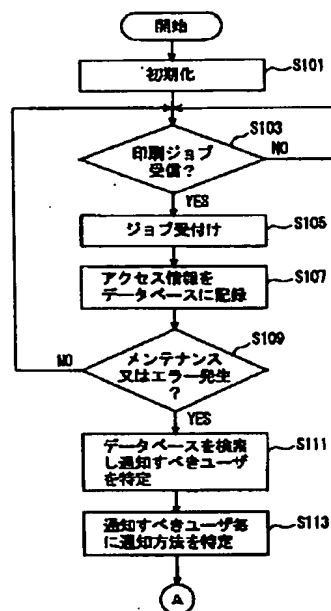 開始
初期化
S101
S103
印刷ジョブ
受信?
NO
YES
ジョブ受付け
S105
アクセス情報を
データベースに記録
S107
S109
NO
メンテナンス
又はエラー発生
?
YES
データベースを検索
し通知すべきユーザ
を特定
S111
通知すべきユーザ毎
に通知方法を特定
S113
A